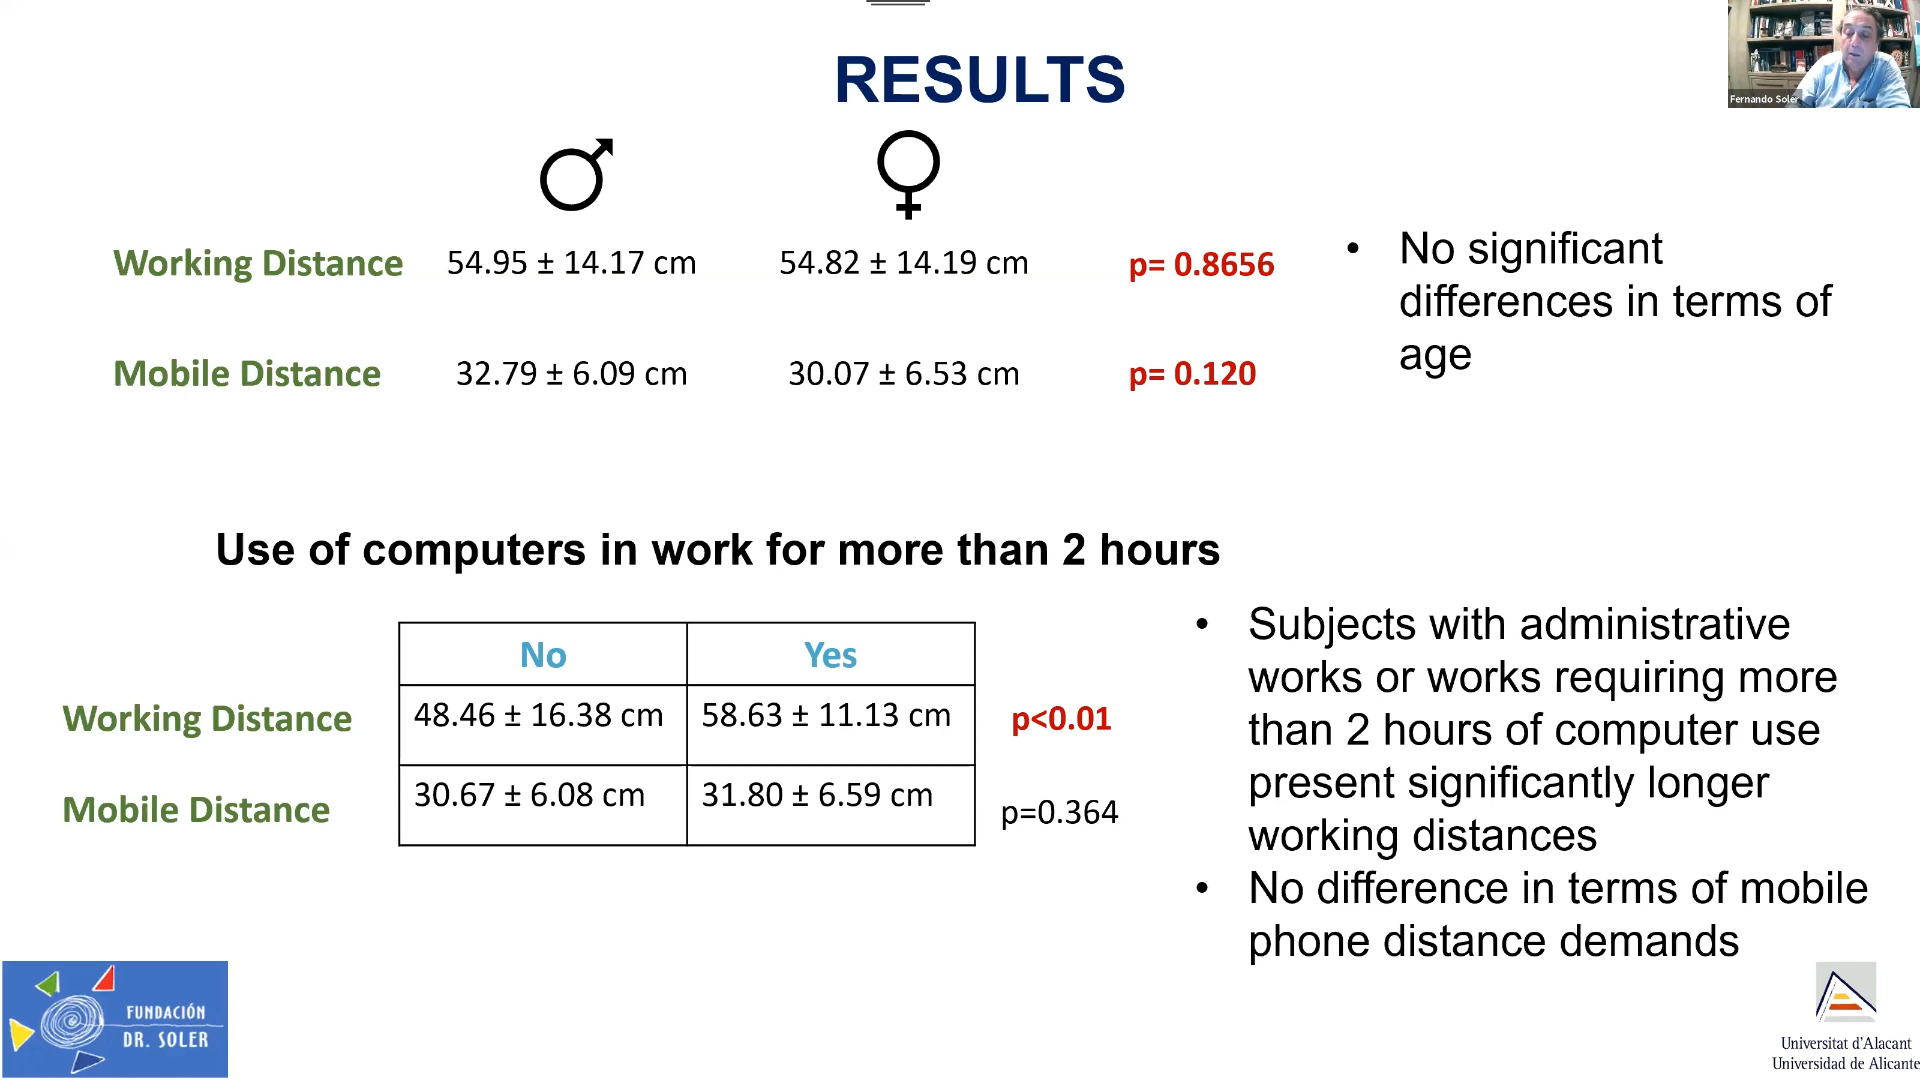 RESULTS
Fernando Soler
Working Distance 54.95 ± 14.17 cm 54.82 ± 14.19 cm p= 0.8656
Mobile Distance 32.79 ± 6.09 cm 30.07 ± 6.53 cm p= 0.120
• No significant
differences in terms of
age
Use of computers in work for more than 2 hours
No Yes
Working Distance 48.46 ± 16.38 cm 58.63 ± 11.13 cm p<0.01
Mobile Distance 30.67 ± 6.08 cm 31.80 ± 6.59 cm p=0.364
• Subjects with administrative
works or works requiring more
than 2 hours of computer use
present significantly longer
working distances
• No difference in terms of mobile
phone distance demands
FUNDACIÓN
DR. SOLER
Universitat d'Alacant
Universidad de Alicante